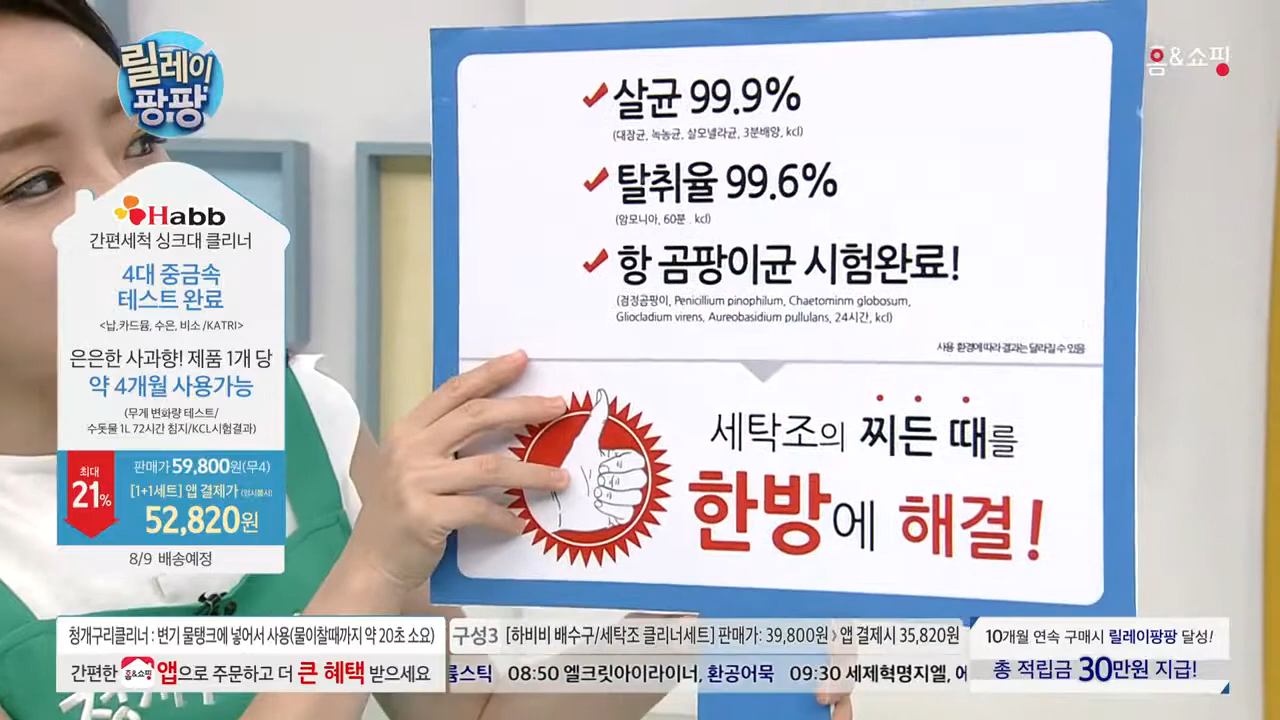 릴레이
팡팡
홈&쇼핑
살균 99.9%
(대장균, 녹농균, 살모넬라균, 3분배양, kcl)
탈취율 99.6%
(암모니아, 60분 . kcl)
항 곰팡이균 시험완료!
(검정곰팡이, Penicillium pinophilum, Chaetominm globosum,
Gliocladium virens, Aureobasidium pullulans, 24시간, kcl)
사용 환경에 따라 결과는 달라질 수 있음
세탁조의 찌든 때를
한방에 해결!
Habb
간편세척 싱크대 클리너
4대 중금속
테스트 완료
<납,카드뮴, 수은, 비소 /KATRI>
은은한 사과향! 제품 1개 당
약 4개월 사용가능
(무게 변화량 테스트/
수돗물 1L 72시간 침지/KCL시험결과)
최대
21%
판매가 59,800원(무4)
[1+1세트] 앱 결제가 (일시불시)
52,820원
8/9 배송예정
청개구리클리너 : 변기 물탱크에 넣어서 사용(물이찰때까지 약 20초 소요)
구성3 [하비비 배수구/세탁조 클리너세트] 판매가: 39,800원 > 앱 결제시 35,820원
10개월 연속 구매시 릴레이팡팡 달성!
간편한 홈&쇼핑 앱으로 주문하고 더 큰 혜택 받으세요
룸스틱 08:50 엘크릿아이라이너, 환공어묵 09:30 세제혁명지엘, 에
총 적립금 30만원 지급!